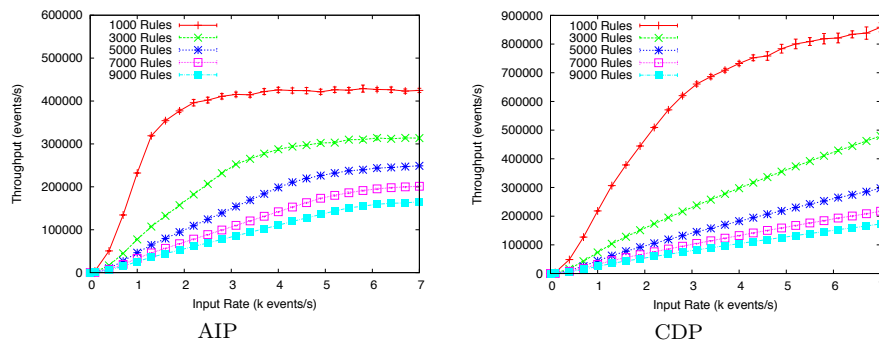 700000
600000
500000
400000
300000
200000
100000
0
Throughput (events/s)
1000 Rules
3000 Rules
5000 Rules
7000 Rules
9000 Rules
0 1 2 3 4 5 6 7
Input Rate (k events/s)
AIP
900000
800000
700000
600000
500000
400000
300000
200000
100000
0
Throughput (events/s)
1000 Rules
3000 Rules
5000 Rules
7000 Rules
9000 Rules
0 1 2 3 4 5 6
Input Rate (k events/s)
CDP